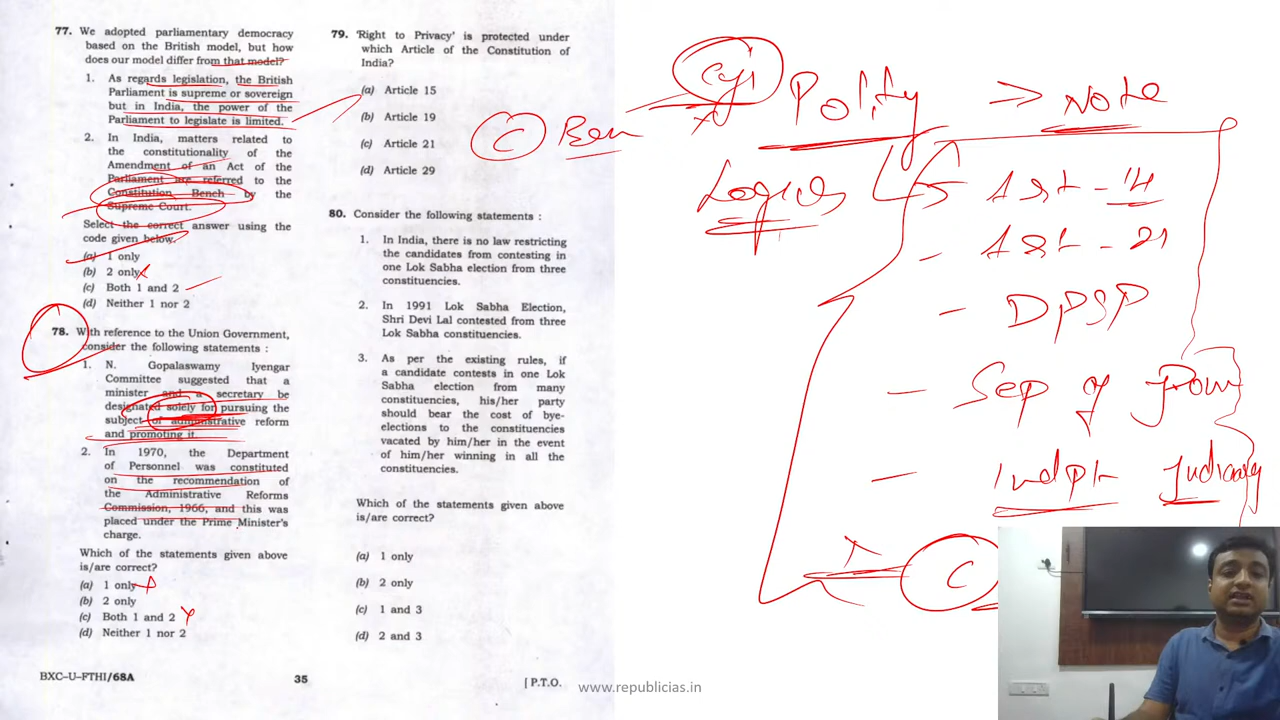 77. We adopted parliamentary democracy
based on the British model, but how
does our model differ from that model?
1. As regards legislation, the British
Parliament is supreme or sovereign
but in India, the power of the
Parliament to legislate is limited.
2. In India, matters related to
the constitutionality of the
Amendment of an Act of the
Parliament are referred to the
Constitution Bench by the
Supreme Court.
Select the correct answer using the
code given below.
(a) 1 only
(b) 2 only
(c) Both 1 and 2
(d) Neither 1 nor 2
78. With reference to the Union Government,
consider the following statements :
1. N. Gopalaswamy Iyengar
Committee suggested that a
minister and a secretary be
designated solely for pursuing the
subject of administrative reform
and promoting it.
2. In 1970, the Department
of Personnel was constituted
on the recommendation of
the Administrative Reforms
Commission, 1966, and this was
placed under the Prime Minister's
charge.
Which of the statements given above
is/are correct?
(a) 1 only
(b) 2 only
(c) Both 1 and 2
(d) Neither 1 nor 2
BXC-U-FTHI/68A
35
79. 'Right to Privacy' is protected under
which Article of the Constitution of
India?
(a) Article 15
(b) Article 19
(c) Article 21
(d) Article 29
80. Consider the following statements :
1. In India, there is no law restricting
the candidates from contesting in
one Lok Sabha election from three
constituencies.
2. In 1991 Lok Sabha Election,
Shri Devi Lal contested from three
Lok Sabha constituencies.
3. As per the existing rules, if
a candidate contests in one Lok
Sabha election from many
constituencies, his/her party
should bear the cost of bye-
elections to the constituencies
vacated by him/her in the event
of him/her winning in all the
constituencies.
Which of the statements given above
is/are correct?
(a) 1 only
(b) 2 only
(c) 1 and 3
(d) 2 and 3
[ P.T.O.
C Ben
Polity > Note
Art - 14
Art - 21
- DPSP
- Sep of pow
- Indpt Judiciary
C
www.republicias.in